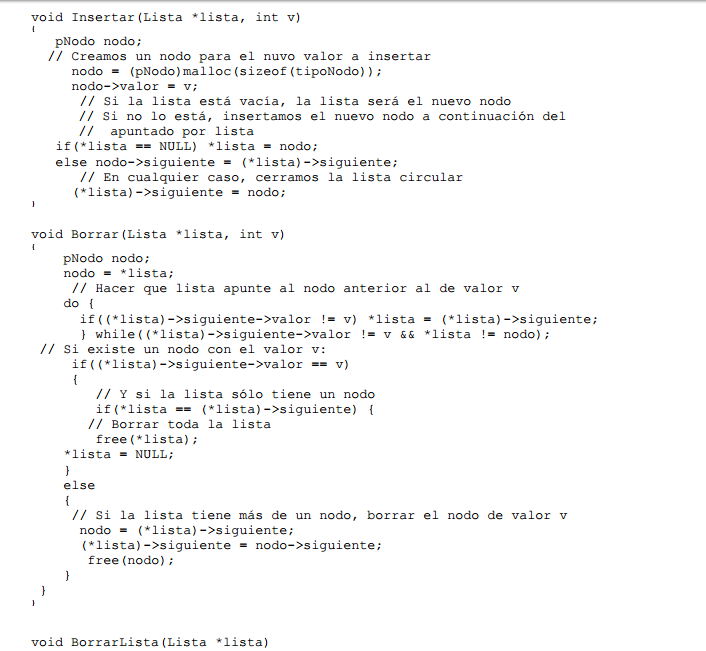 void Insertar(Lista *lista, int v)
{
pNodo nodo;
// Creamos un nodo para el nuvo valor a insertar
nodo = (pNodo)malloc(sizeof(tipoNodo));
nodo->valor = v;
// Si la lista está vacía, la lista será el nuevo nodo
// Si no lo está, insertamos el nuevo nodo a continuación del
// apuntado por lista
if(*lista == NULL) *lista = nodo;
else nodo->siguiente = (*lista)->siguiente;
// En cualquier caso, cerramos la lista circular
(*lista)->siguiente = nodo;
}
void Borrar(Lista *lista, int v)
{
pNodo nodo;
nodo = *lista;
// Hacer que lista apunte al nodo anterior al de valor v
do {
if((*lista)->siguiente->valor != v) *lista = (*lista)->siguiente;
} while((*lista)->siguiente->valor != v && *lista != nodo);
// Si existe un nodo con el valor v:
if((*lista)->siguiente->valor == v)
{
// Y si la lista sólo tiene un nodo
if(*lista == (*lista)->siguiente) {
// Borrar toda la lista
free(*lista);
*lista = NULL;
}
else
{
// Si la lista tiene más de un nodo, borrar el nodo de valor v
nodo = (*lista)->siguiente;
(*lista)->siguiente = nodo->siguiente;
free(nodo);
}
}
}
void BorrarLista(Lista *lista)